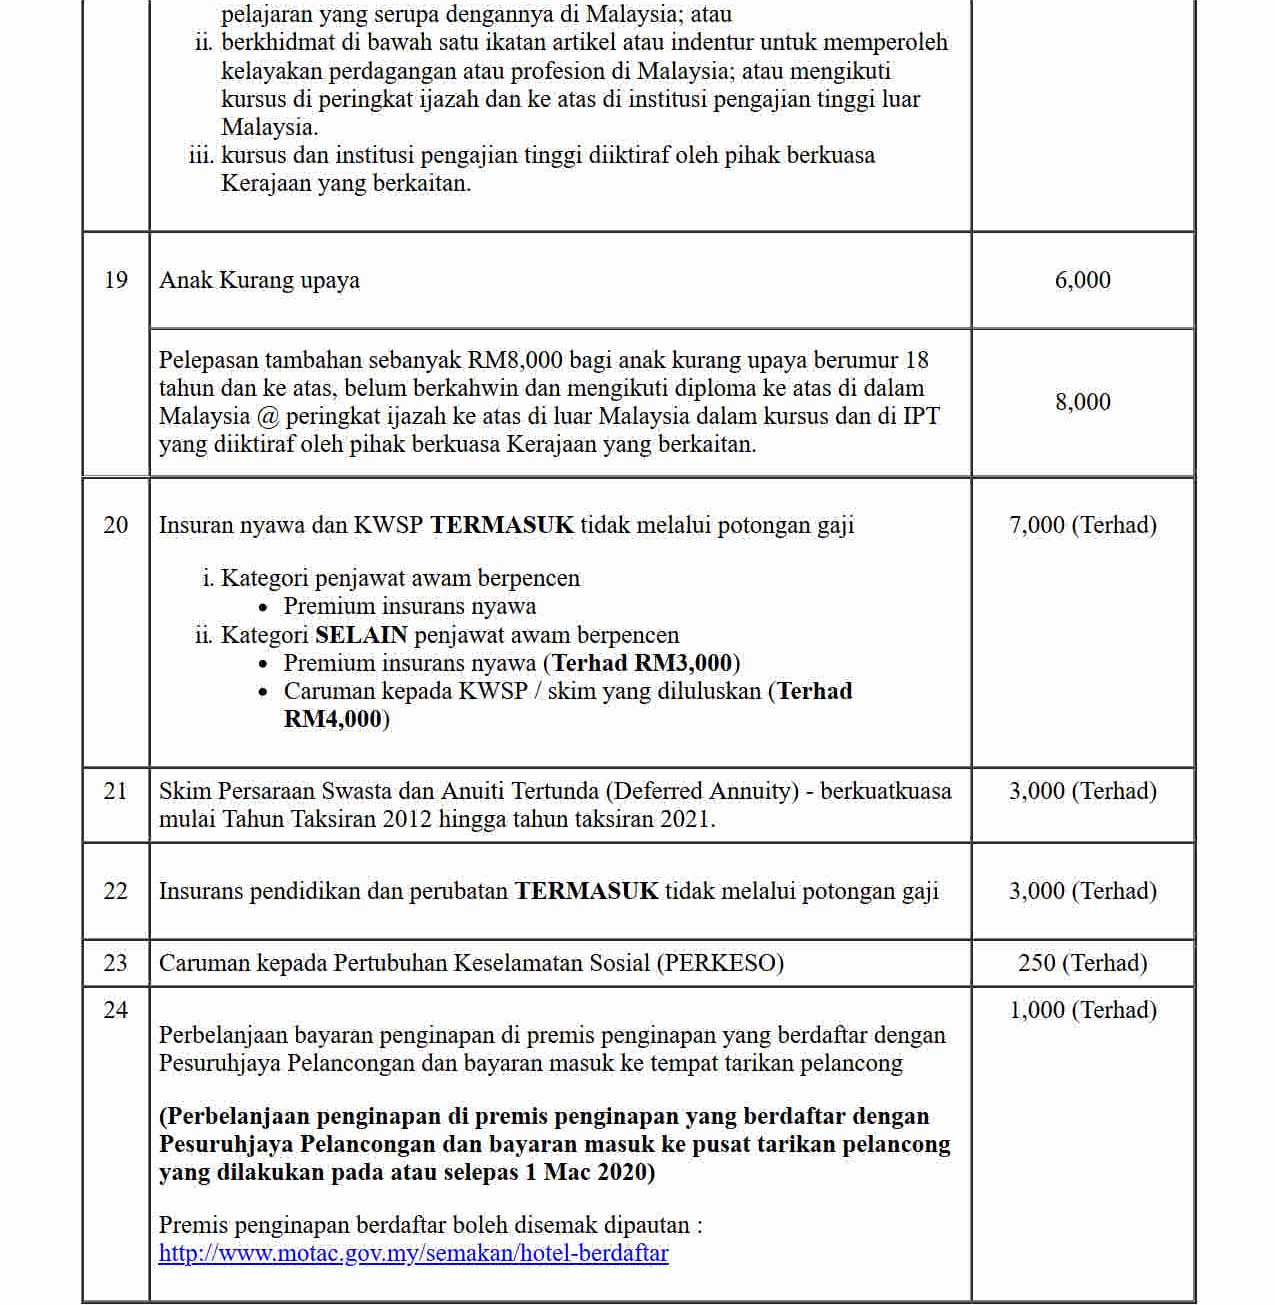 pelajaran yang serupa dengannya di Malaysia; atau
ii. berkhidmat di bawah satu ikatan artikel atau indentur untuk memperoleh
kelayakan perdagangan atau profesion di Malaysia; atau mengikuti
kursus di peringkat ijazah dan ke atas di institusi pengajian tinggi luar
Malaysia.
iii. kursus dan institusi pengajian tinggi diiktiraf oleh pihak berkuasa
Kerajaan yang berkaitan.
19 Anak Kurang upaya 6,000
Pelepasan tambahan sebanyak RM8,000 bagi anak kurang upaya berumur 18
tahun dan ke atas, belum berkahwin dan mengikuti diploma ke atas di dalam
Malaysia @ peringkat ijazah ke atas di luar Malaysia dalam kursus dan di IPT
yang diiktiraf oleh pihak berkuasa Kerajaan yang berkaitan.
8,000
20 Insuran nyawa dan KWSP TERMASUK tidak melalui potongan gaji 7,000 (Terhad)
i. Kategori penjawat awam berpencen
• Premium insurans nyawa
ii. Kategori SELAIN penjawat awam berpencen
• Premium insurans nyawa (Terhad RM3,000)
• Caruman kepada KWSP / skim yang diluluskan (Terhad
RM4,000)
21 Skim Persaraan Swasta dan Anuiti Tertunda (Deferred Annuity) - berkuatkuasa 3,000 (Terhad)
mulai Tahun Taksiran 2012 hingga tahun taksiran 2021.
22 Insurans pendidikan dan perubatan TERMASUK tidak melalui potongan gaji 3,000 (Terhad)
23 Caruman kepada Pertubuhan Keselamatan Sosial (PERKESO) 250 (Terhad)
24 1,000 (Terhad)
Perbelanjaan bayaran penginapan di premis penginapan yang berdaftar dengan
Pesuruhjaya Pelancongan dan bayaran masuk ke tempat tarikan pelancong
(Perbelanjaan penginapan di premis penginapan yang berdaftar dengan
Pesuruhjaya Pelancongan dan bayaran masuk ke pusat tarikan pelancong
yang dilakukan pada atau selepas 1 Mac 2020)
Premis penginapan berdaftar boleh disemak dipautan :
http://www.motac.gov.my/semakan/hotel-berdaftar